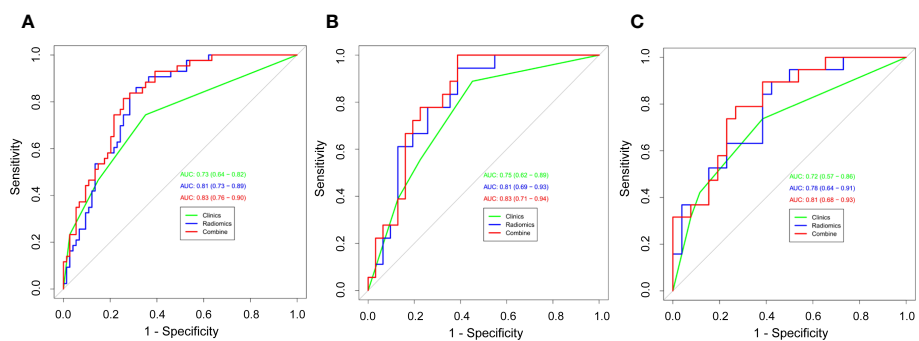 A
B
C
Sensitivity
1.0
0.8
0.6
0.4
0.2
0.0
AUC: 0.73 (0.64 − 0.82)
AUC: 0.81 (0.73 − 0.89)
AUC: 0.83 (0.76 − 0.90)
Clinics
Radiomics
Combine
0.0 0.2 0.4 0.6 0.8 1.0
1 - Specificity
Sensitivity
1.0
0.8
0.6
0.4
0.2
0.0
AUC: 0.75 (0.62 − 0.89)
AUC: 0.81 (0.69 − 0.93)
AUC: 0.83 (0.71 − 0.94)
Clinics
Radiomics
Combine
0.0 0.2 0.4 0.6 0.8 1.0
1 - Specificity
Sensitivity
1.0
0.8
0.6
0.4
0.2
0.0
AUC: 0.72 (0.57 − 0.86)
AUC: 0.78 (0.64 − 0.91)
AUC: 0.81 (0.68 − 0.93)
Clinics
Radiomics
Combine
0.0 0.2 0.4 0.6 0.8 1.0
1 - Specificity